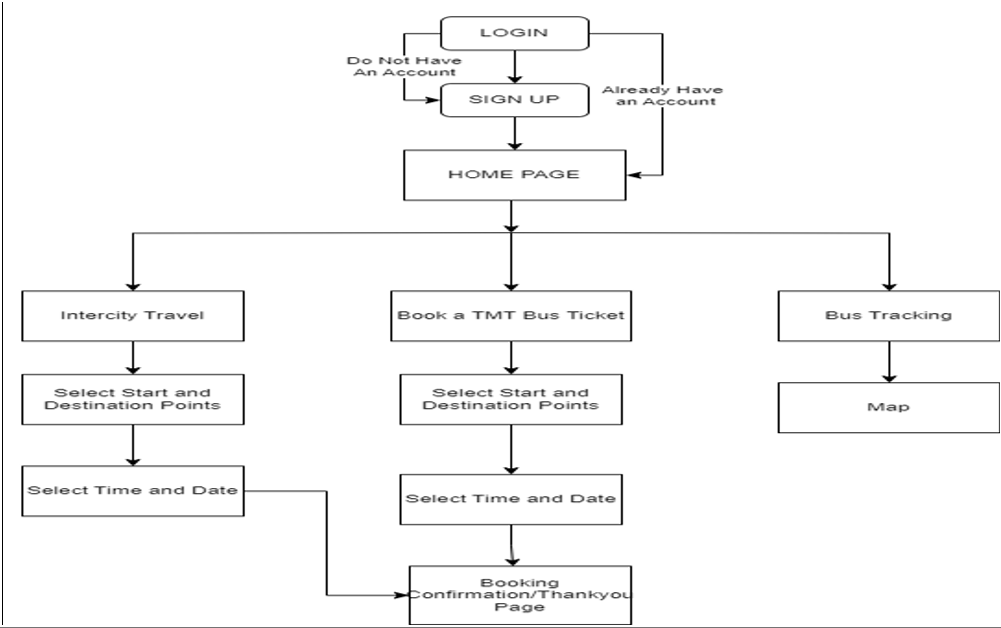 LOGIN
Do Not Have
An Account
SIGN UP
Already Have
an Account
HOME PAGE
Intercity Travel
Book a TMT Bus Ticket
Bus Tracking
Select Start and
Destination Points
Select Start and
Destination Points
Map
Select Time and Date
Select Time and Date
Booking
Confirmation/Thankyou
Page